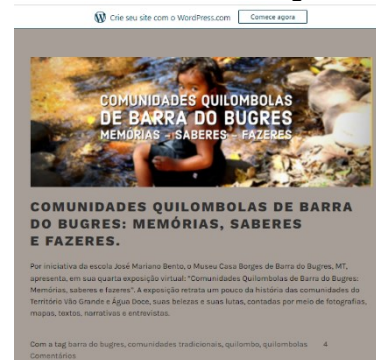 Crie seu site com o WordPress.com
Comece agora
COMUNIDADES QUILOMBOLAS
DE BARRA DO BUGRES
MEMÓRIAS - SABERES - FAZERES
COMUNIDADES QUILOMBOLAS DE BARRA
DO BUGRES: MEMÓRIAS, SABERES
E FAZERES.
Por iniciativa da escola José Mariano Bento, o Museu Casa Borges de Barra do Bugres, MT,
apresenta, em sua quarta exposição virtual: "Comunidades Quilombolas de Barra do Bugres:
Memórias, saberes e fazeres". A exposição retrata um pouco da história das comunidades do
Território Vão Grande e Água Doce, suas belezas e suas lutas, contadas por meio de fotografias,
mapas, textos, narrativas e entrevistas.
Com a tag barra do bugres, comunidades tradicionais, quilombo, quilombolas 4
Comentários